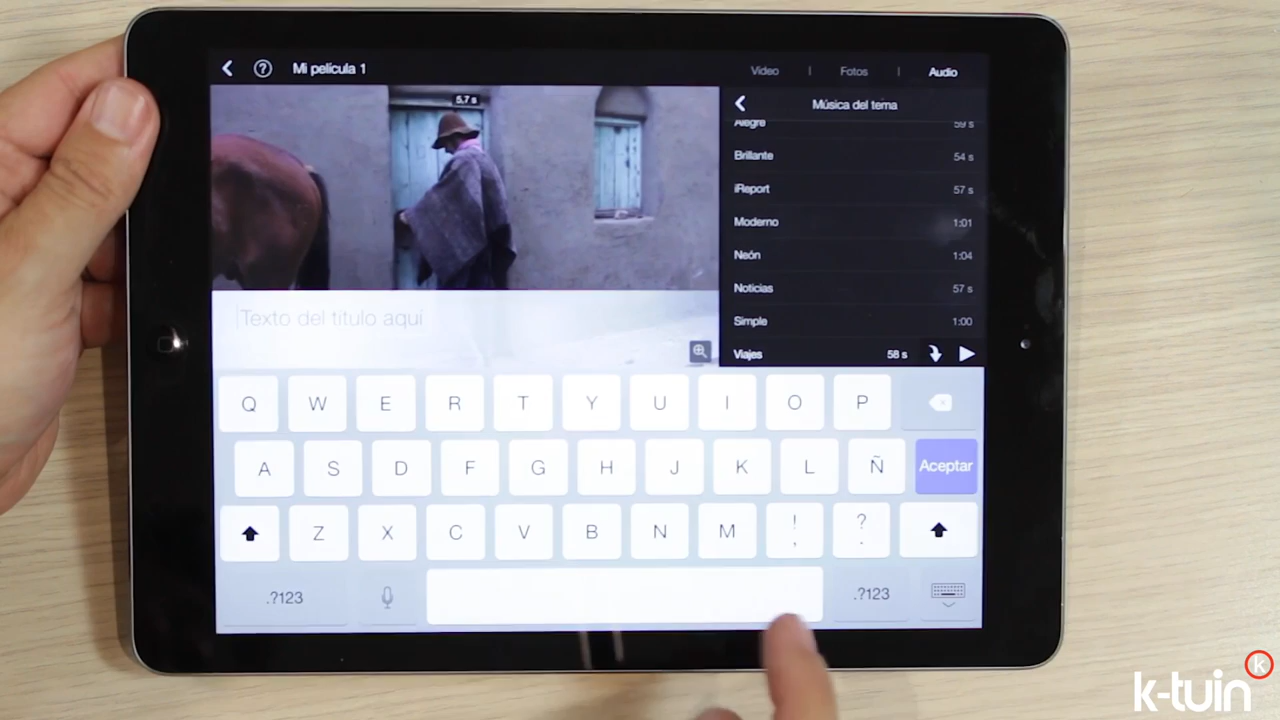 Mi película 1
Video | Fotos | Audio
5,7 s
Música del tema
Alegre 59 s
Brillante 54 s
iReport 57 s
Moderno 1:01
Neón 1:04
Noticias 57 s
Simple 1:00
Viajes 58 s
Texto del título aquí
Q W E R T Y U I O P
A S D F G H J K L Ñ Aceptar
Z X C V B N M ! , ? .
.?123 .?123
k-tuin k